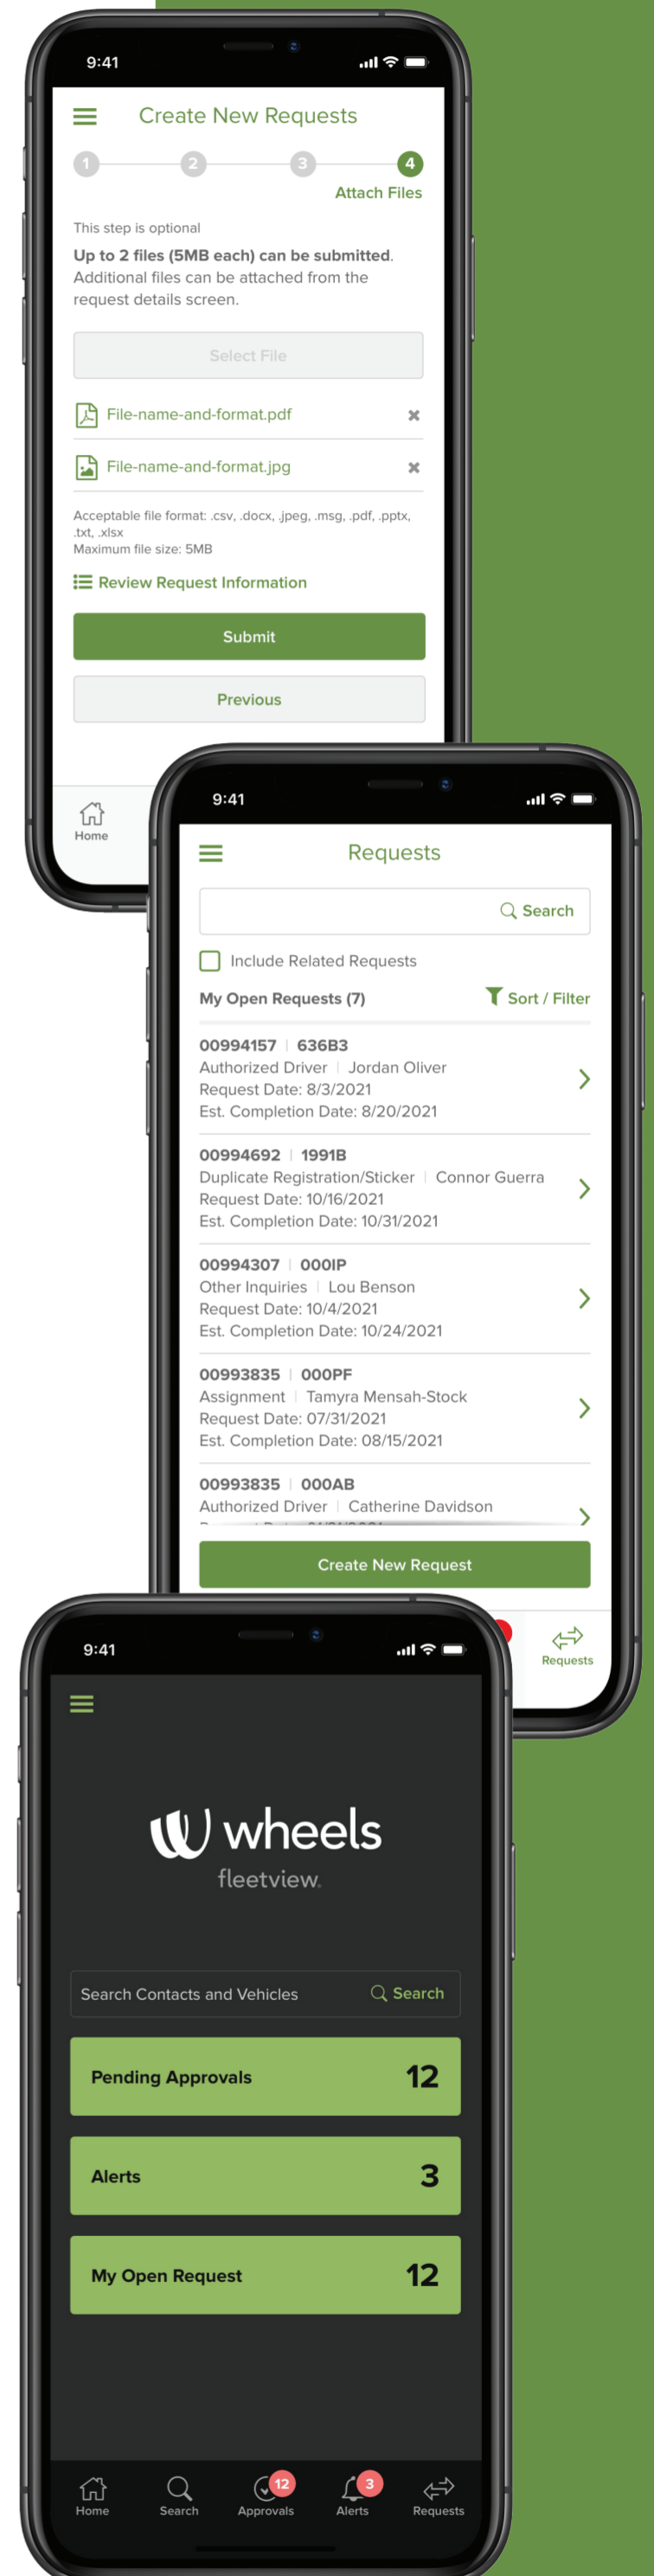 9:41
Create New Requests
1 2 3 4
Attach Files
This step is optional
Up to 2 files (5MB each) can be submitted.
Additional files can be attached from the
request details screen.
Select File
File-name-and-format.pdf
File-name-and-format.jpg
Acceptable file format: .csv, .docx, .jpeg, .msg, .pdf, .pptx,
.txt, .xlsx
Maximum file size: 5MB
Review Request Information
Submit
Previous
Home
9:41
Requests
Search
Include Related Requests
My Open Requests (7) Sort / Filter
00994157 | 636B3
Authorized Driver | Jordan Oliver
Request Date: 8/3/2021
Est. Completion Date: 8/20/2021
00994692 | 1991B
Duplicate Registration/Sticker | Connor Guerra
Request Date: 10/16/2021
Est. Completion Date: 10/31/2021
00994307 | 000IP
Other Inquiries | Lou Benson
Request Date: 10/4/2021
Est. Completion Date: 10/24/2021
00993835 | 000PF
Assignment | Tamyra Mensah-Stock
Request Date: 07/31/2021
Est. Completion Date: 08/15/2021
00993835 | 000AB
Authorized Driver | Catherine Davidson
Create New Request
Requests
9:41
wheels
fleetview.
Search Contacts and Vehicles Search
Pending Approvals 12
Alerts 3
My Open Request 12
12 3
Home Search Approvals Alerts Requests